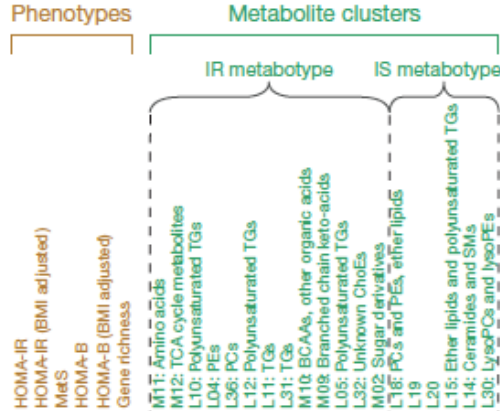 Phenotypes
Metabolite clusters
IR metabotype
IS metabotype
HOMA-IR
HOMA-IR (BMI adjusted)
MetS
HOMA-B
HOMA-B (BMI adjusted)
Gene richness
M11: Amino acids
M12: TCA cycle metabolites
L10: Polyunsaturated TGs
L04: PEs
L36: PCs
L12: Polyunsaturated TGs
L11: TGs
L31: TGs
M10: BCAAs, other organic acids
M09: Branched chain keto-acids
L05: Polyunsaturated TGs
L32: Unknown ChoEs
M02: Sugar derivatives
L18: PCs and PEs, ether lipids
L19
L20
L15: Ether lipids and polyunsaturated TGs
L14: Ceramides and SMs
L30: LysoPCs and lysoPEs